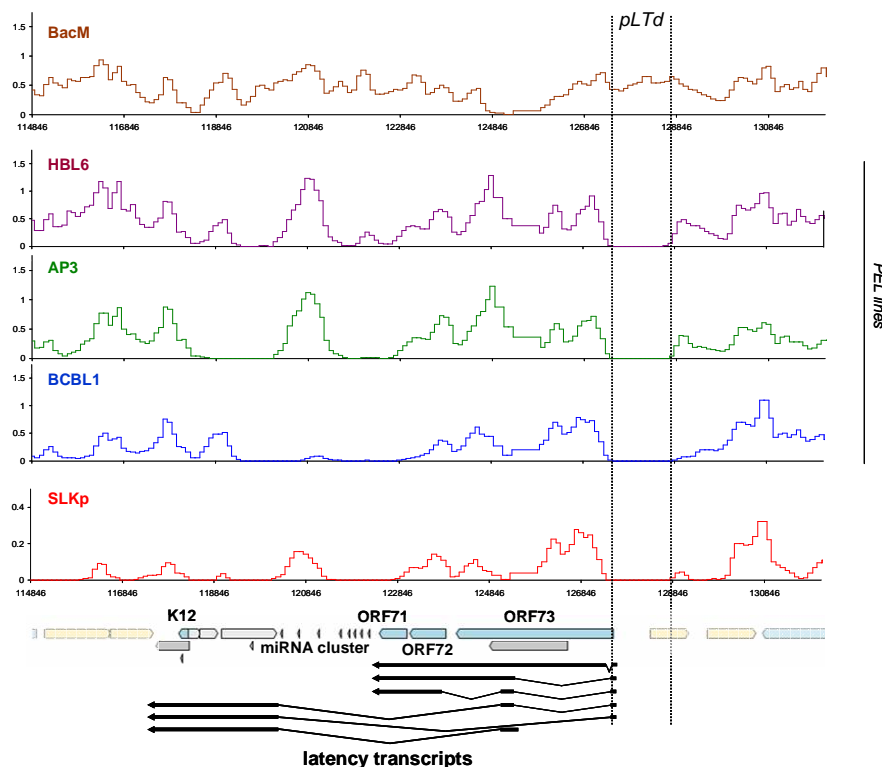 pLTd
BacM
1.5
1
0.5
0
114846 116846 118846 120846 122846 124846 126846 128846 130846
HBL6
1.5
1
0.5
0
AP3
1.5
1
0.5
0
BCBL1
1.5
1
0.5
0
PEL lines
SLKp
0.4
0.2
0
114846 116846 118846 120846 122846 124846 126846 128846 130846
K12 ORF71 ORF73
miRNA cluster ORF72
latency transcripts